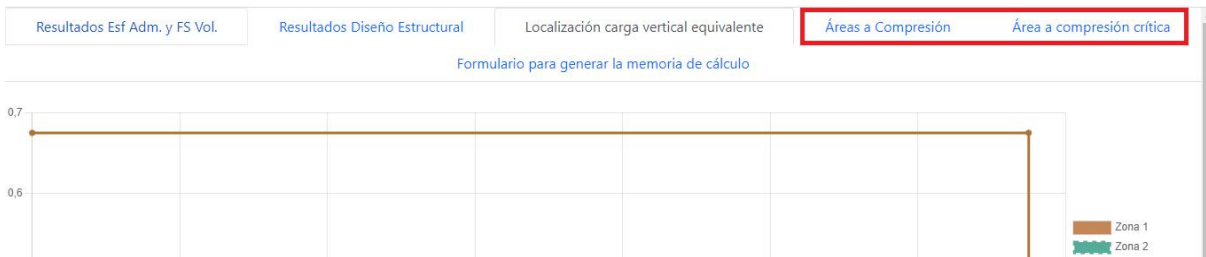 Resultados Esf Adm. y FS Vol. Resultados Diseño Estructural Localización carga vertical equivalente Áreas a Compresión Área a compresión crítica
Formulario para generar la memoria de cálculo
0,7
0,6
Zona 1
Zona 2